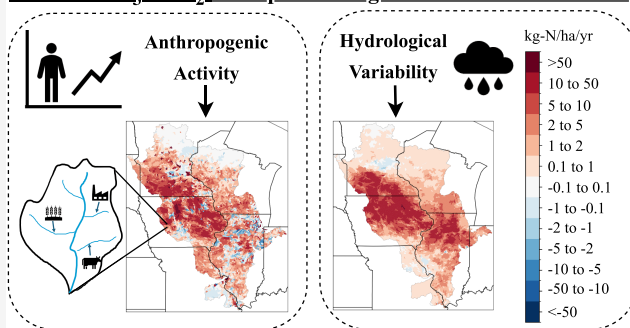 Anthropogenic
Activity
Hydrological
Variability
kg-N/ha/yr
>50
10 to 50
5 to 10
2 to 5
1 to 2
0.1 to 1
-0.1 to 0.1
-1 to -0.1
-2 to -1
-5 to -2
-10 to -5
-50 to -10
<-50